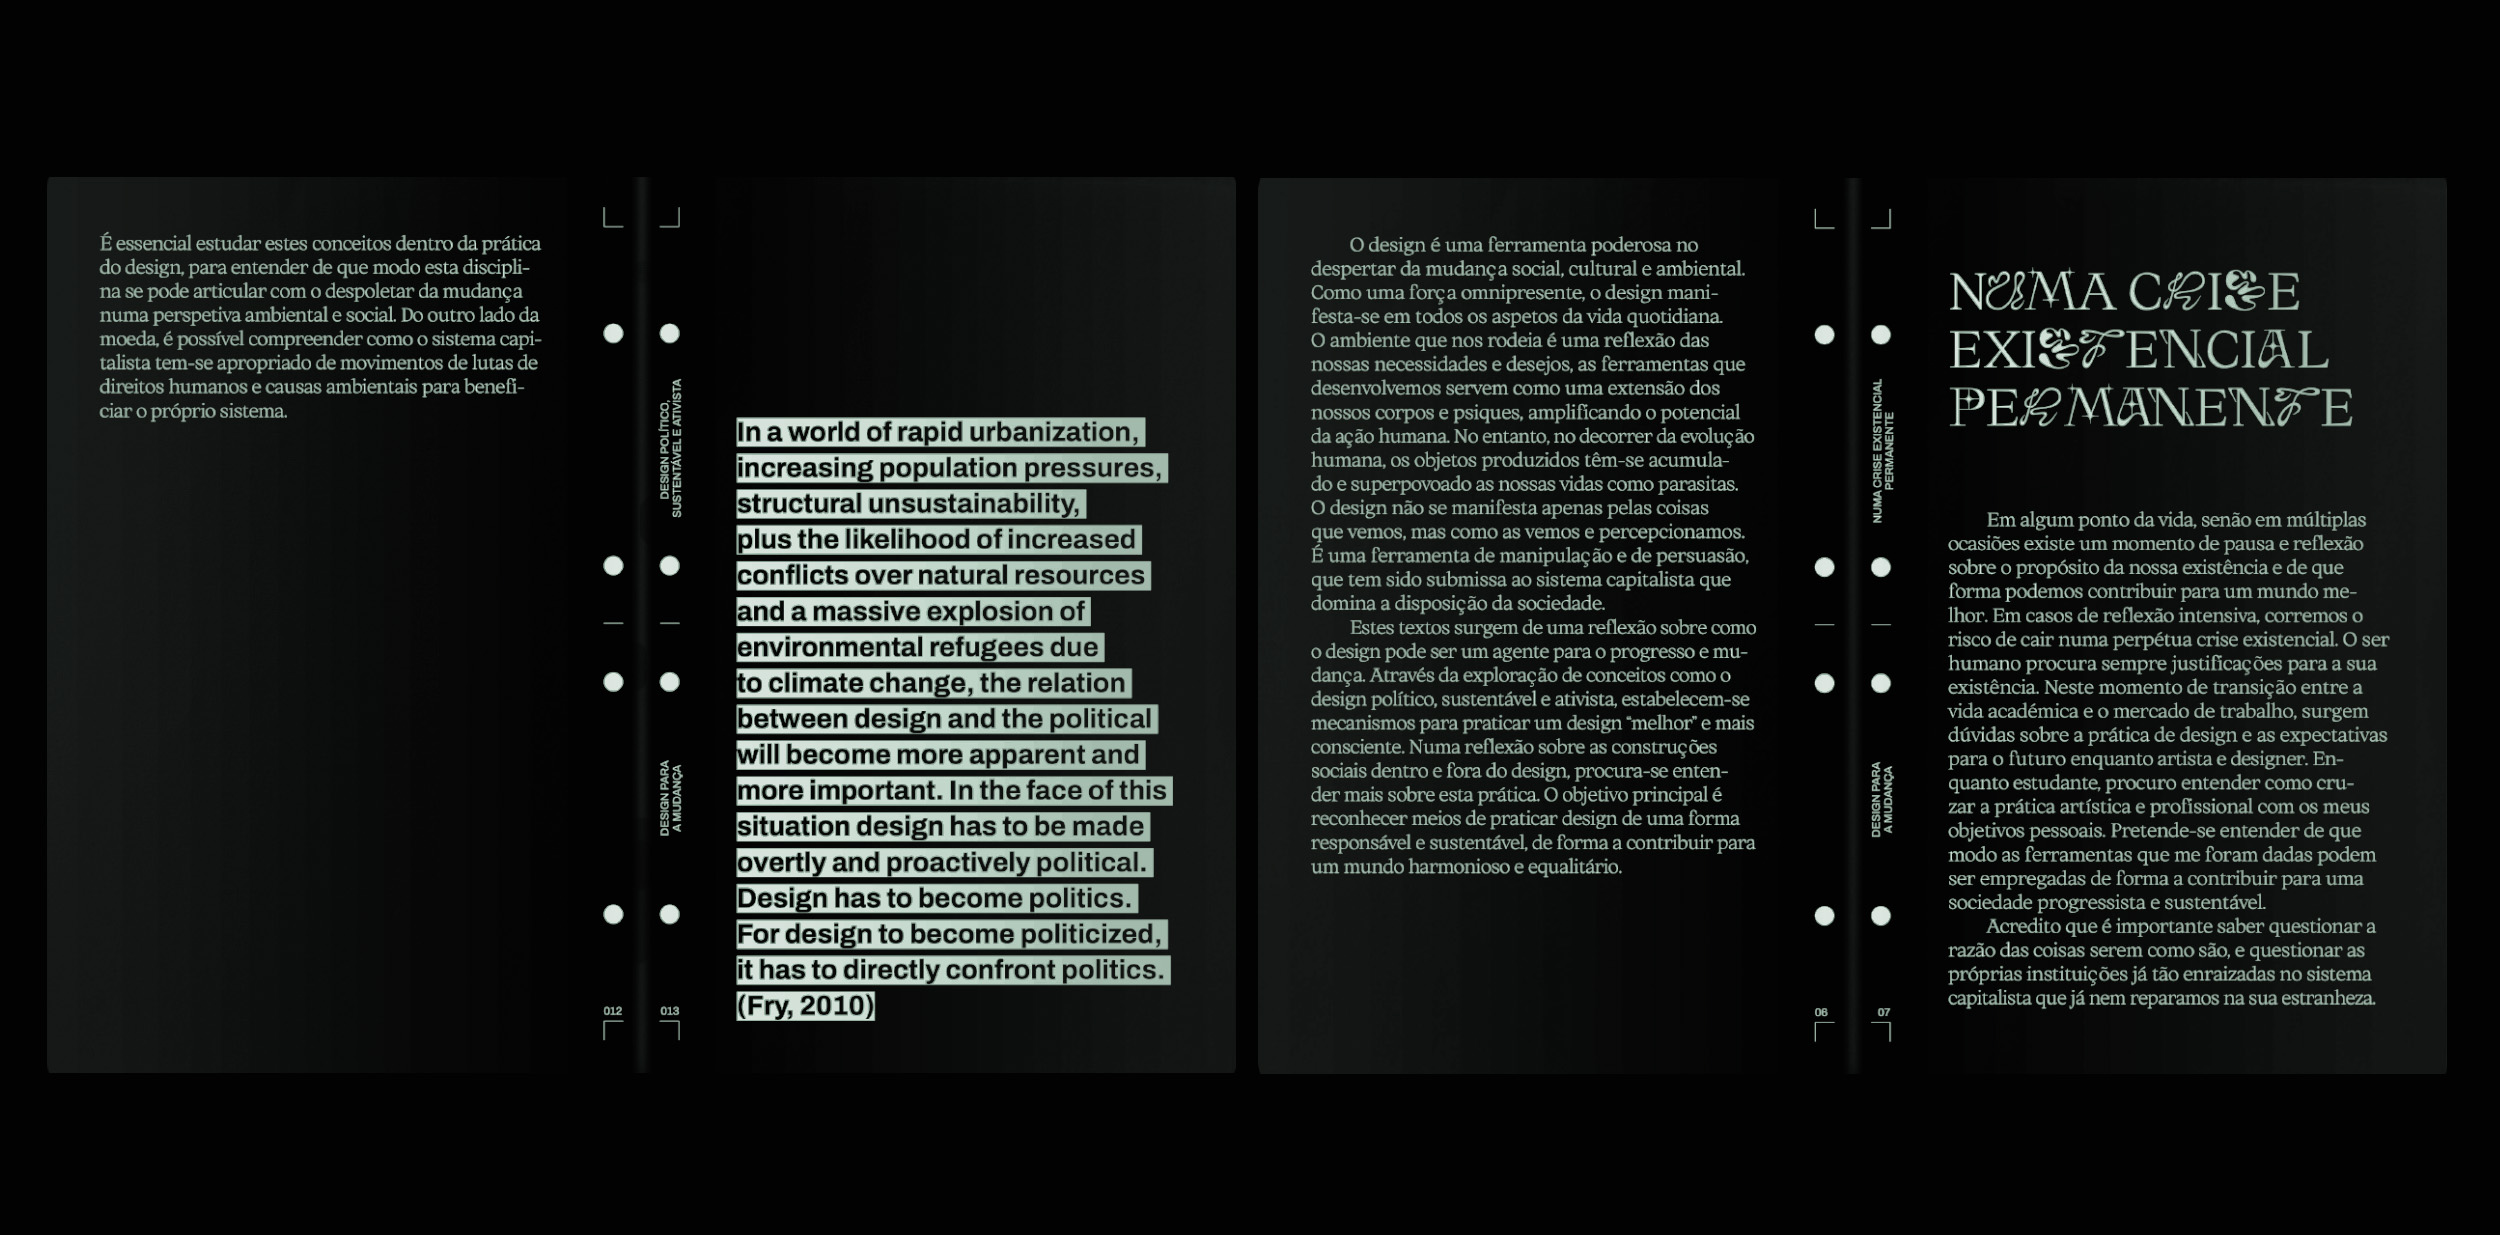 É essencial estudar estes conceitos dentro da prática
do design, para entender de que modo esta discipli-
na se pode articular com o despoletar da mudança
numa perspetiva ambiental e social. Do outro lado da
moeda, é possível compreender como o sistema capi-
talista tem-se apropriado de movimentos de lutas de
direitos humanos e causas ambientais para benefi-
ciar o próprio sistema.
012
DESIGN POLÍTICO,
SUSTENTÁVEL E ATIVISTA
DESIGN PARA
A MUDANÇA
013
In a world of rapid urbanization,
increasing population pressures,
structural unsustainability,
plus the likelihood of increased
conflicts over natural resources
and a massive explosion of
environmental refugees due
to climate change, the relation
between design and the political
will become more apparent and
more important. In the face of this
situation design has to be made
overtly and proactively political.
Design has to become politics.
For design to become politicized,
it has to directly confront politics.
(Fry, 2010)
O design é uma ferramenta poderosa no
despertar da mudança social, cultural e ambiental.
Como uma força omnipresente, o design mani-
festa-se em todos os aspetos da vida quotidiana.
O ambiente que nos rodeia é uma reflexão das
nossas necessidades e desejos, as ferramentas que
desenvolvemos servem como uma extensão dos
nossos corpos e psiques, amplificando o potencial
da ação humana. No entanto, no decorrer da evolução
humana, os objetos produzidos têm-se acumula-
do e superpovoado as nossas vidas como parasitas.
O design não se manifesta apenas pelas coisas
que vemos, mas como as vemos e percepcionamos.
É uma ferramenta de manipulação e de persuasão,
que tem sido submissa ao sistema capitalista que
domina a disposição da sociedade.
Estes textos surgem de uma reflexão sobre como
o design pode ser um agente para o progresso e mu-
dança. Através da exploração de conceitos como o
design político, sustentável e ativista, estabelecem-se
mecanismos para praticar um design “melhor” e mais
consciente. Numa reflexão sobre as construções
sociais dentro e fora do design, procura-se enten-
der mais sobre esta prática. O objetivo principal é
reconhecer meios de praticar design de uma forma
responsável e sustentável, de forma a contribuir para
um mundo harmonioso e equalitário.
06
NUMA CRISE EXISTENCIAL
PERMANENTE
DESIGN PARA
A MUDANÇA
07
NUMA CRISE
EXISTENCIAL
PERMANENTE
Em algum ponto da vida, senão em múltiplas
ocasiões existe um momento de pausa e reflexão
sobre o propósito da nossa existência e de que
forma podemos contribuir para um mundo me-
lhor. Em casos de reflexão intensiva, corremos o
risco de cair numa perpétua crise existencial. O ser
humano procura sempre justificações para a sua
existência. Neste momento de transição entre a
vida académica e o mercado de trabalho, surgem
dúvidas sobre a prática de design e as expectativas
para o futuro enquanto artista e designer. En-
quanto estudante, procuro entender como cru-
zar a prática artística e profissional com os meus
objetivos pessoais. Pretende-se entender de que
modo as ferramentas que me foram dadas podem
ser empregadas de forma a contribuir para uma
sociedade progressista e sustentável.
Acredito que é importante saber questionar a
razão das coisas serem como são, e questionar as
próprias instituições já tão enraizadas no sistema
capitalista que já nem reparamos na sua estranheza.